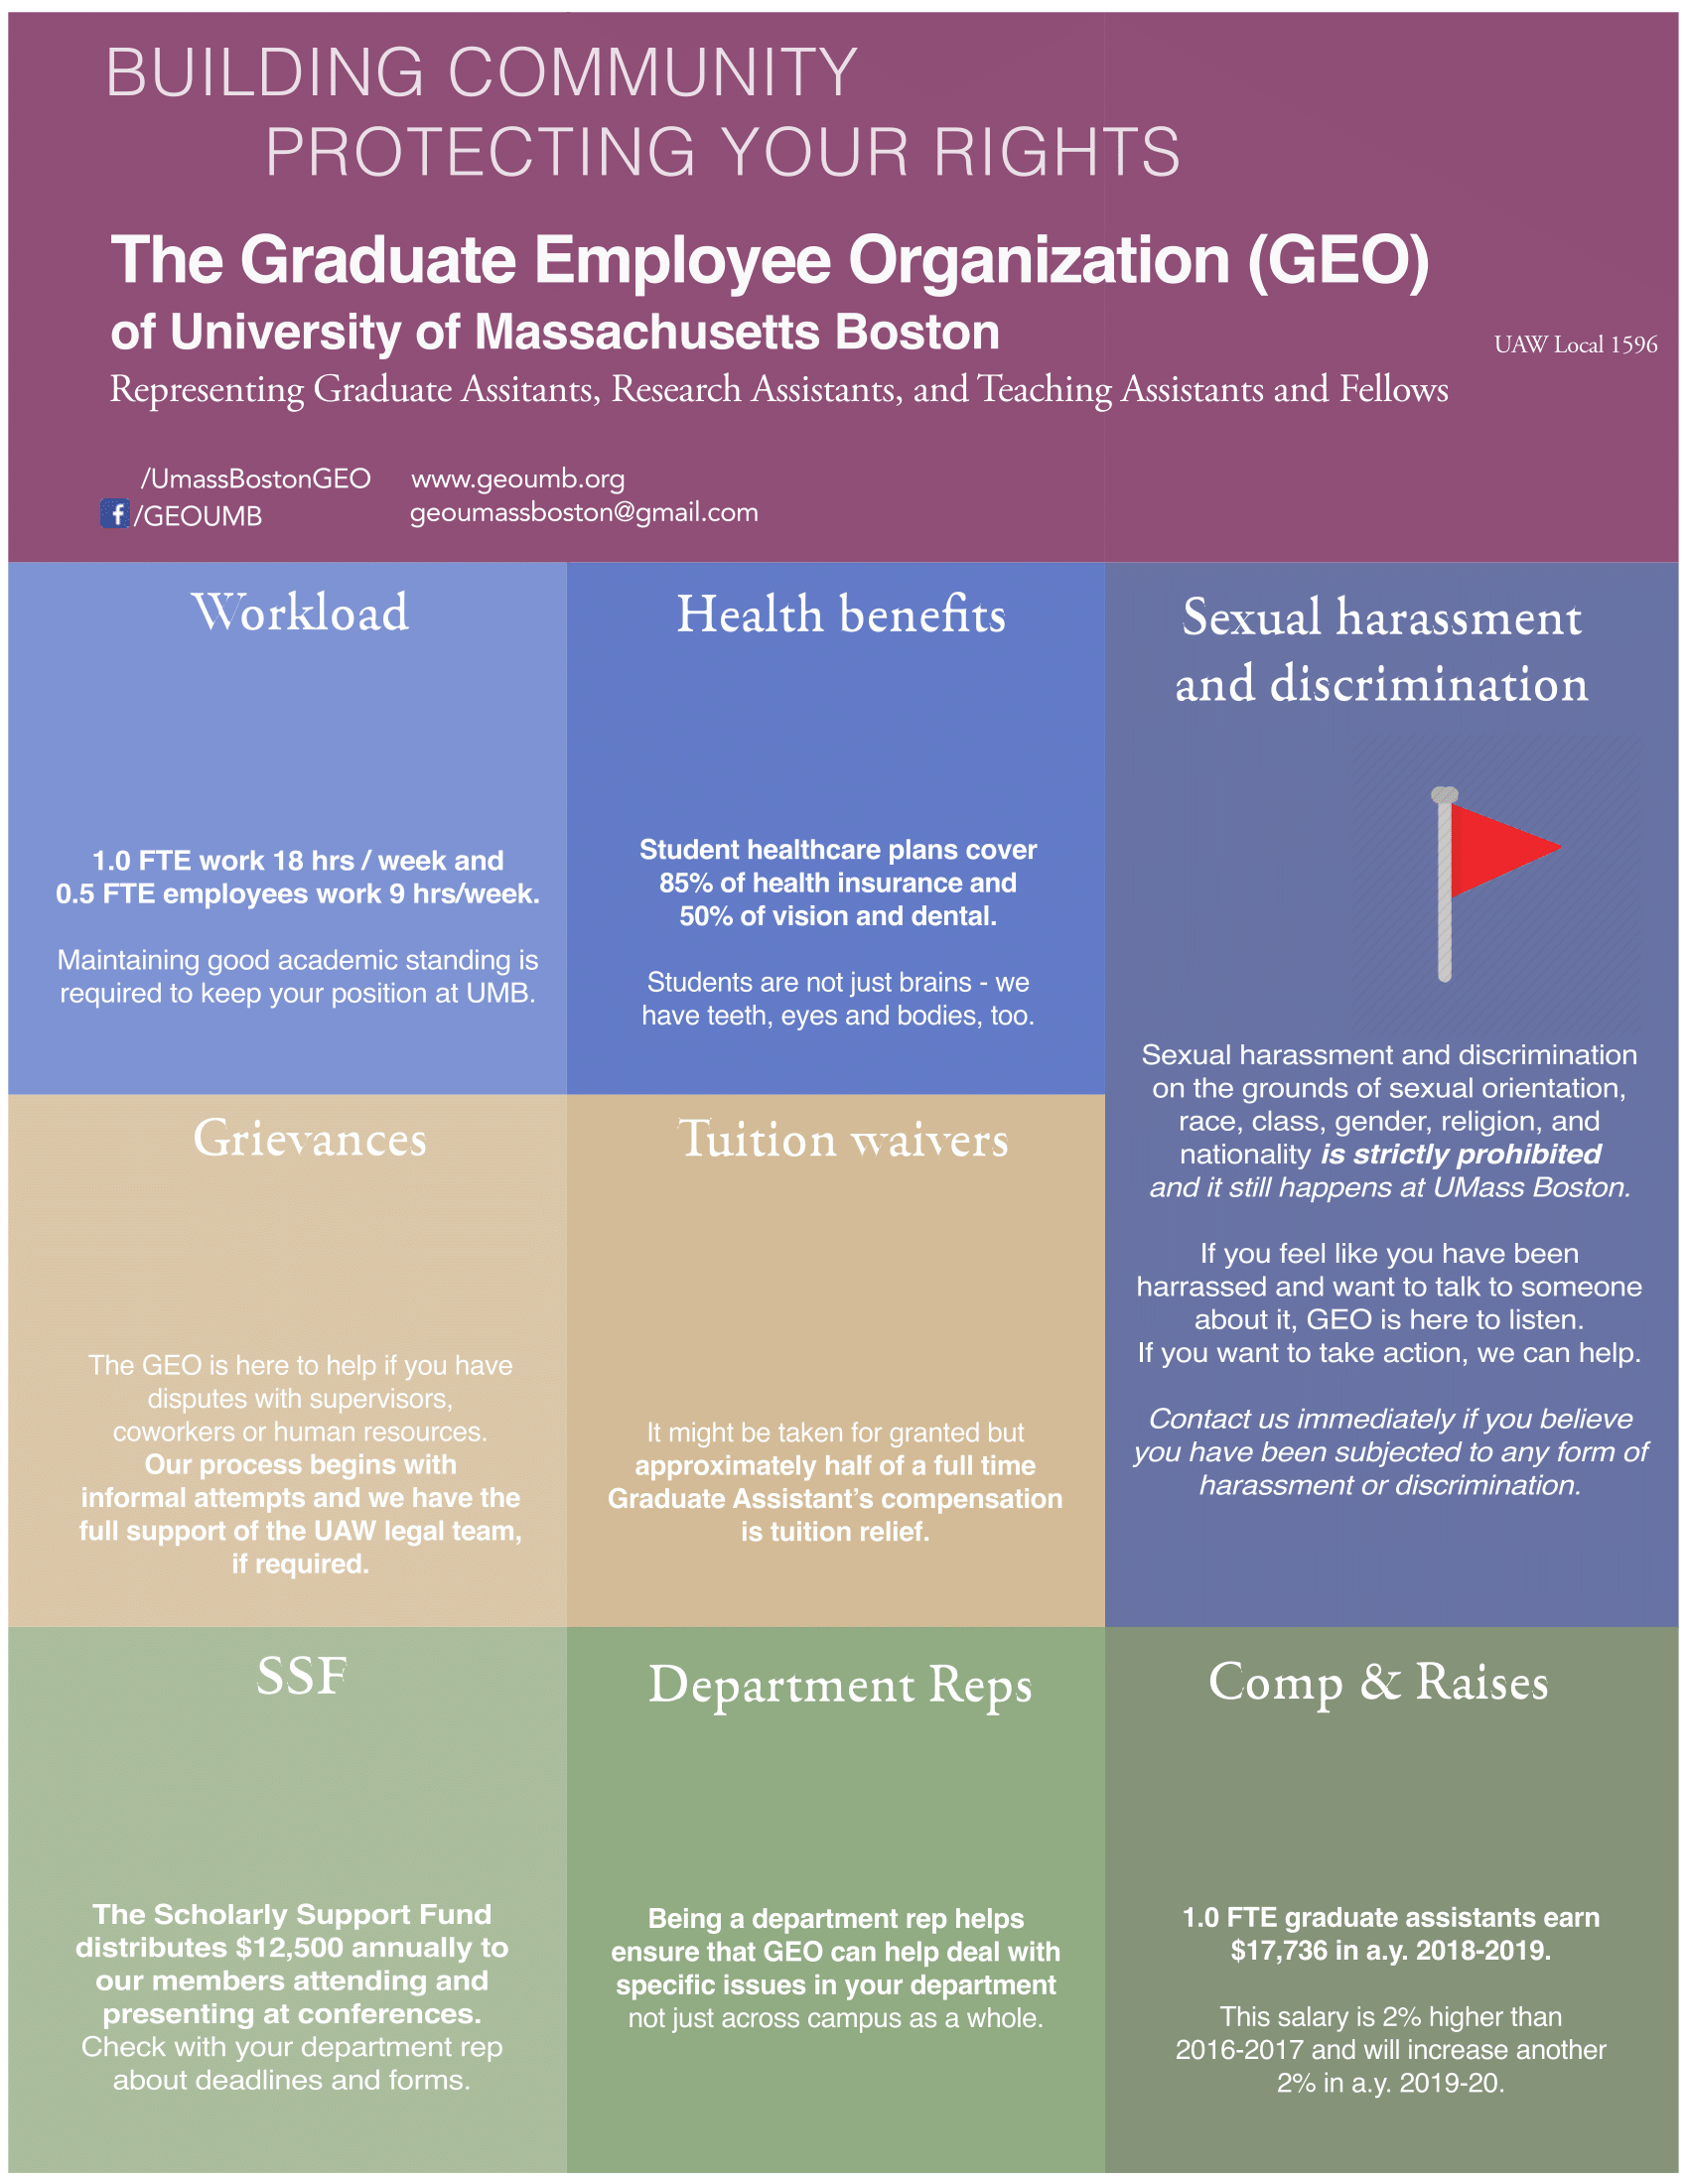 BUILDING COMMUNITY
PROTECTING YOUR RIGHTS
The Graduate Employee Organization (GEO)
of University of Massachusetts Boston
UAW Local 1596
Representing Graduate Assitants, Research Assistants, and Teaching Assistants and Fellows
/UmassBostonGEO
www.geoumb.org
f /GEOUMB
geoumassboston@gmail.com
Workload
1.0 FTE work 18 hrs / week and
0.5 FTE employees work 9 hrs/week.
Maintaining good academic standing is
required to keep your position at UMB.
Health benefits
Student healthcare plans cover
85% of health insurance and
50% of vision and dental.
Students are not just brains - we
have teeth, eyes and bodies, too.
Sexual harassment
and discrimination
Sexual harassment and discrimination
on the grounds of sexual orientation,
race, class, gender, religion, and
nationality is strictly prohibited
and it still happens at UMass Boston.
If you feel like you have been
harrassed and want to talk to someone
about it, GEO is here to listen.
If you want to take action, we can help.
Contact us immediately if you believe
you have been subjected to any form of
harassment or discrimination.
Grievances
The GEO is here to help if you have
disputes with supervisors,
coworkers or human resources.
Our process begins with
informal attempts and we have the
full support of the UAW legal team,
if required.
Tuition waivers
It might be taken for granted but
approximately half of a full time
Graduate Assistant’s compensation
is tuition relief.
SSF
The Scholarly Support Fund
distributes $12,500 annually to
our members attending and
presenting at conferences.
Check with your department rep
about deadlines and forms.
Department Reps
Being a department rep helps
ensure that GEO can help deal with
specific issues in your department
not just across campus as a whole.
Comp & Raises
1.0 FTE graduate assistants earn
$17,736 in a.y. 2018-2019.
This salary is 2% higher than
2016-2017 and will increase another
2% in a.y. 2019-20.